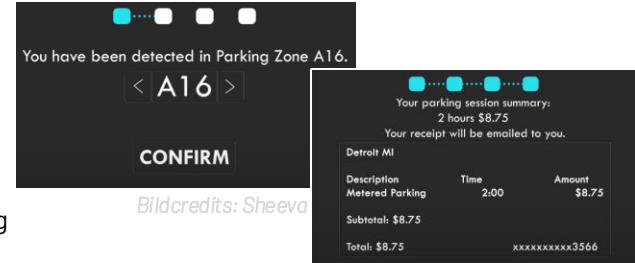 You have been detected in Parking Zone A16.
< A16 >
CONFIRM
Bildcredits: Sheeva
g
Your parking session summary:
2 hours $8.75
Your receipt will be emailed to you.
Detroit MI
Description Time Amount
Metered Parking 2:00 $8.75
Subtotal: $8.75
Total: $8.75 xxxxxxxxxx3566